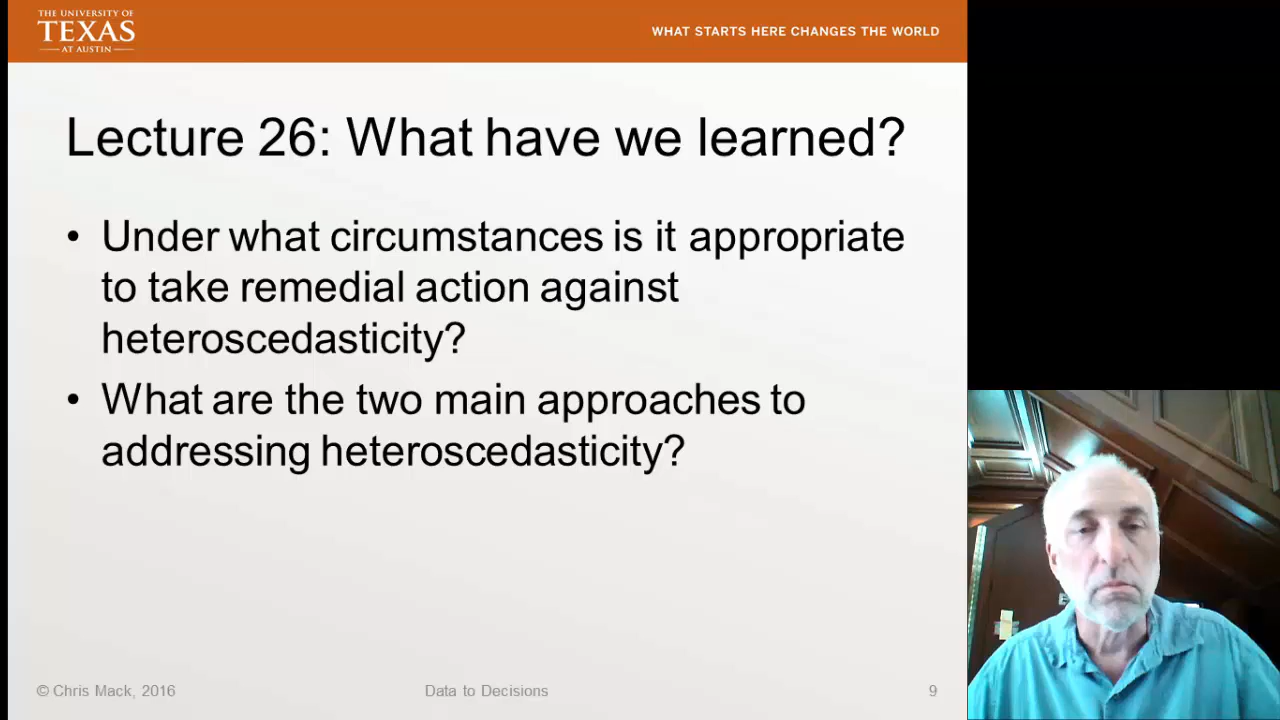 THE UNIVERSITY OF
TEXAS
AT AUSTIN
WHAT STARTS HERE CHANGES THE WORLD
Lecture 26: What have we learned?
• Under what circumstances is it appropriate
to take remedial action against
heteroscedasticity?
• What are the two main approaches to
addressing heteroscedasticity?
© Chris Mack, 2016
Data to Decisions
9